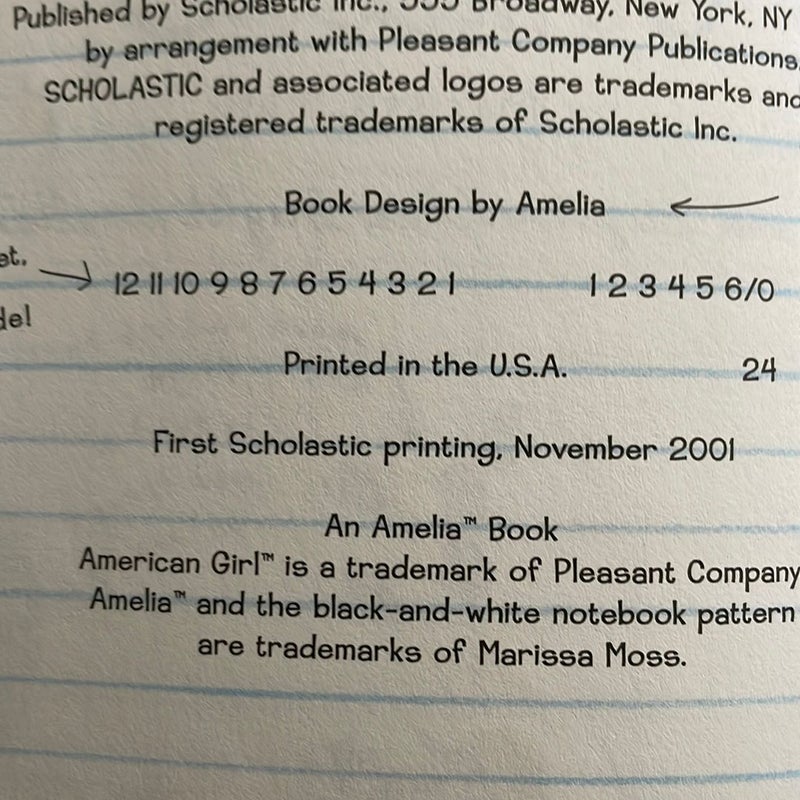 Published by Scholastic Inc., 555 Broadway, New York, NY
by arrangement with Pleasant Company Publications.
SCHOLASTIC and associated logos are trademarks and
registered trademarks of Scholastic Inc.
Book Design by Amelia
12 11 10 9 8 7 6 5 4 3 2 1 1 2 3 4 5 6/0
Printed in the U.S.A. 24
First Scholastic printing, November 2001
An Amelia™ Book
American Girl™ is a trademark of Pleasant Company
Amelia™ and the black-and-white notebook pattern
are trademarks of Marissa Moss.